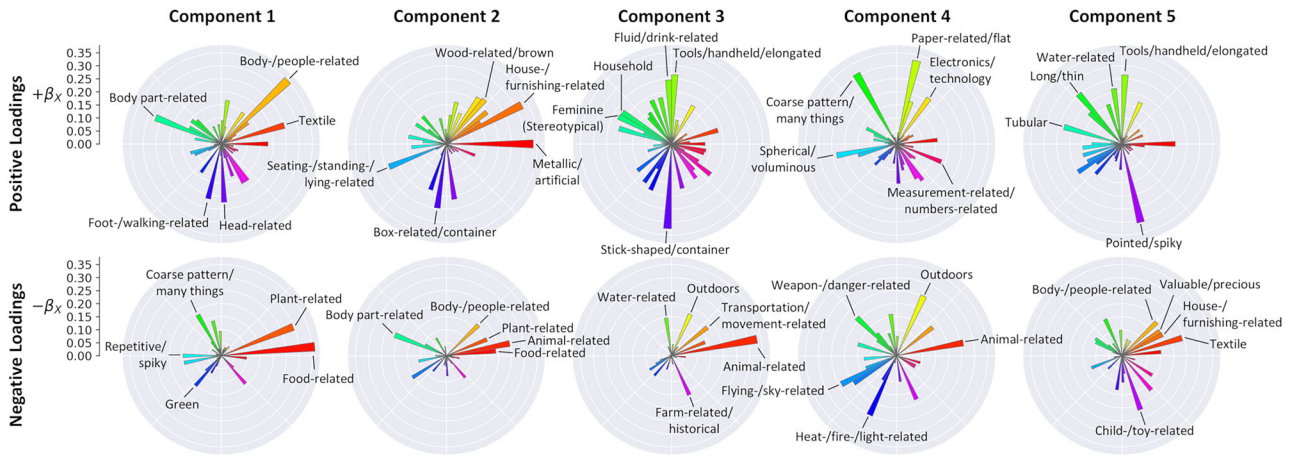 Component 1
Component 2
Component 3
Component 4
Component 5
Positive Loadings
+βX
0.35
0.30
0.25
0.20
0.15
0.10
0.05
0.00
Body-/people-related
Body part-related
Textile
Foot-/walking-related
Head-related
Wood-related/brown
House-/
furnishing-related
Seating-/standing-/
lying-related
Metallic/
artificial
Box-related/container
Fluid/drink-related
Tools/handheld/elongated
Household
Feminine
(Stereotypical)
Stick-shaped/container
Paper-related/flat
Electronics/
technology
Coarse pattern/
many things
Spherical/
voluminous
Measurement-related/
numbers-related
Tools/handheld/elongated
Water-related
Long/thin
Tubular
Pointed/spiky
Negative Loadings
−βX
0.35
0.30
0.25
0.20
0.15
0.10
0.05
0.00
Coarse pattern/
many things
Plant-related
Repetitive/
spiky
Food-related
Green
Body-/people-related
Body part-related
Plant-related
Animal-related
Food-related
Water-related
Outdoors
Transportation/
movement-related
Animal-related
Farm-related/
historical
Outdoors
Weapon-/danger-related
Animal-related
Flying-/sky-related
Heat-/fire-/light-related
Valuable/precious
Body-/people-related
House-/
furnishing-related
Textile
Child-/toy-related